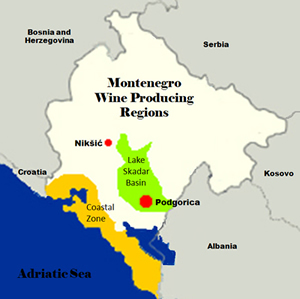 Bosnia and
Herzegovina
Serbia
Montenegro
Wine Producing
Regions
Nikšić
Lake
Skadar
Basin
Croatia
Kosovo
Podgorica
Coastal
Zone
Albania
Adriatic Sea